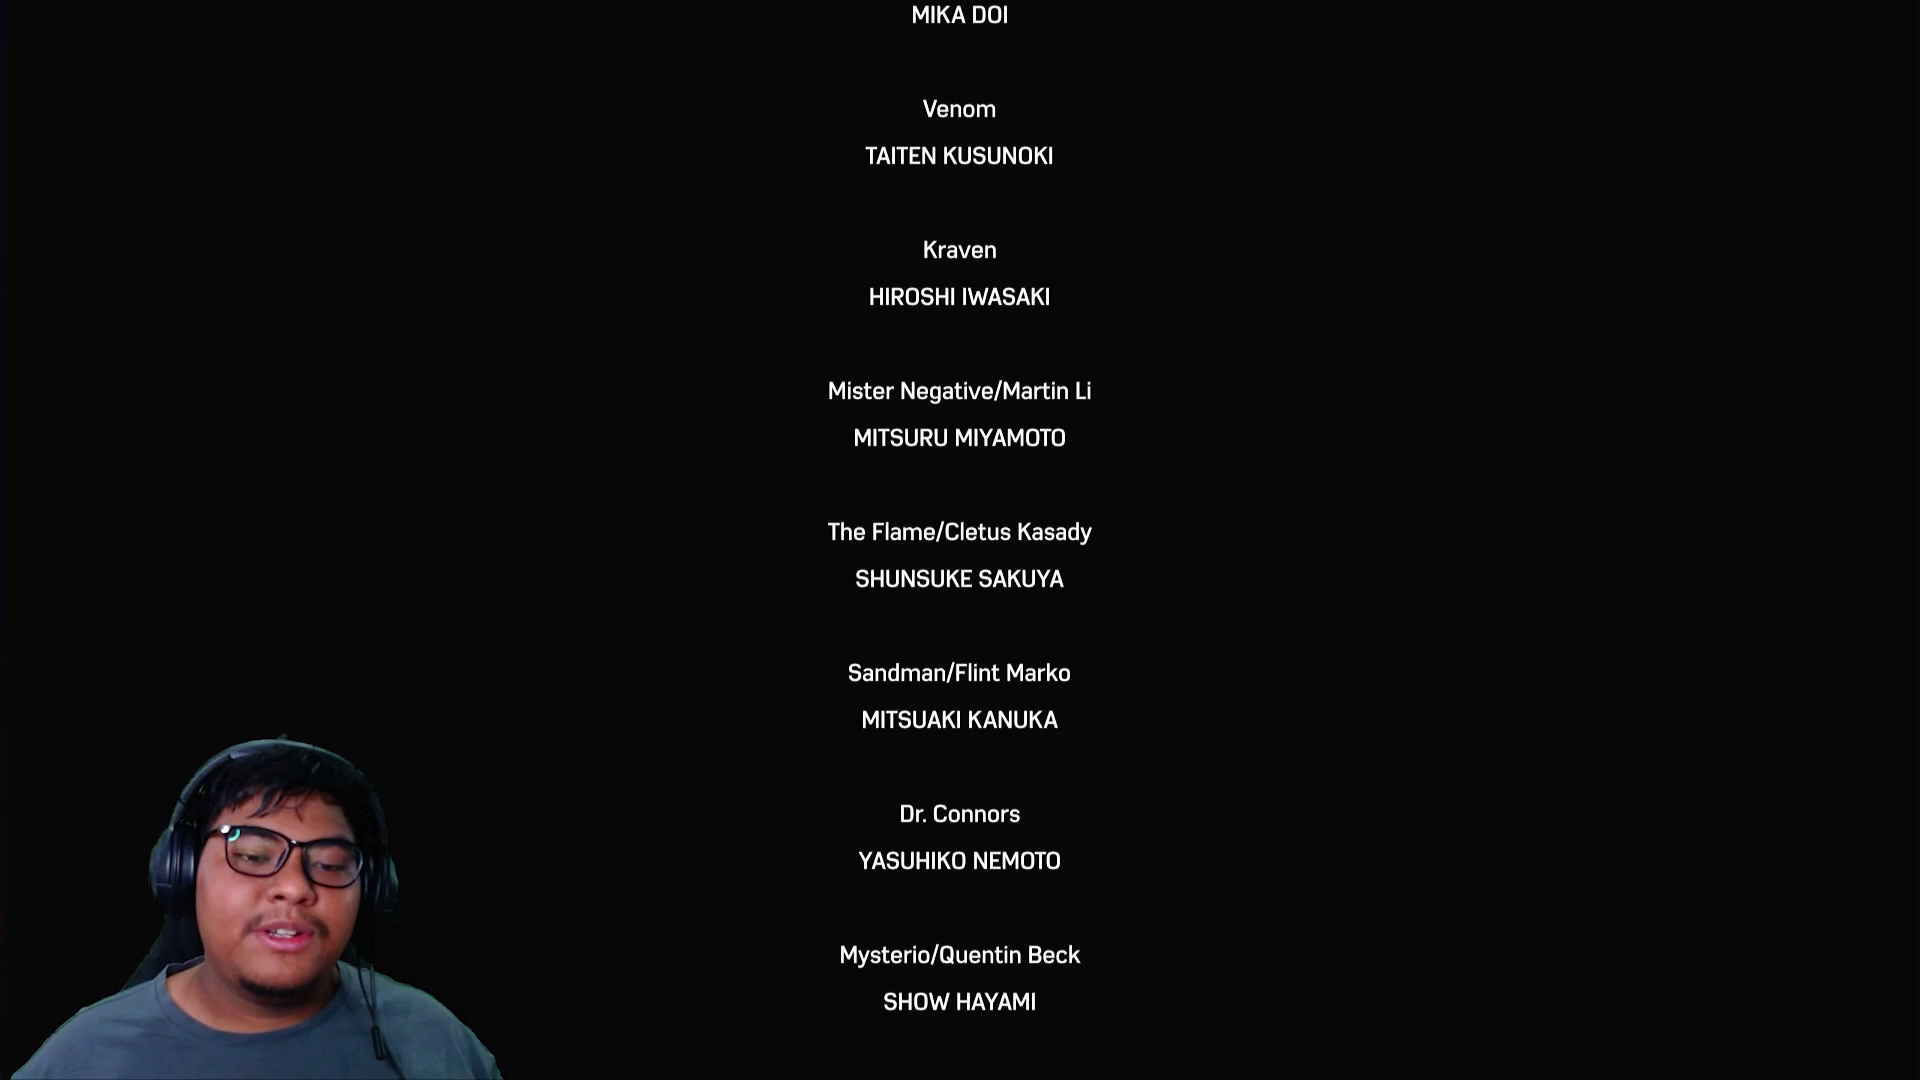 MIKA DOI
Venom
TAITEN KUSUNOKI
Kraven
HIROSHI IWASAKI
Mister Negative/Martin Li
MITSURU MIYAMOTO
The Flame/Cletus Kasady
SHUNSUKE SAKUYA
Sandman/Flint Marko
MITSUAKI KANUKA
Dr. Connors
YASUHIKO NEMOTO
Mysterio/Quentin Beck
SHOW HAYAMI